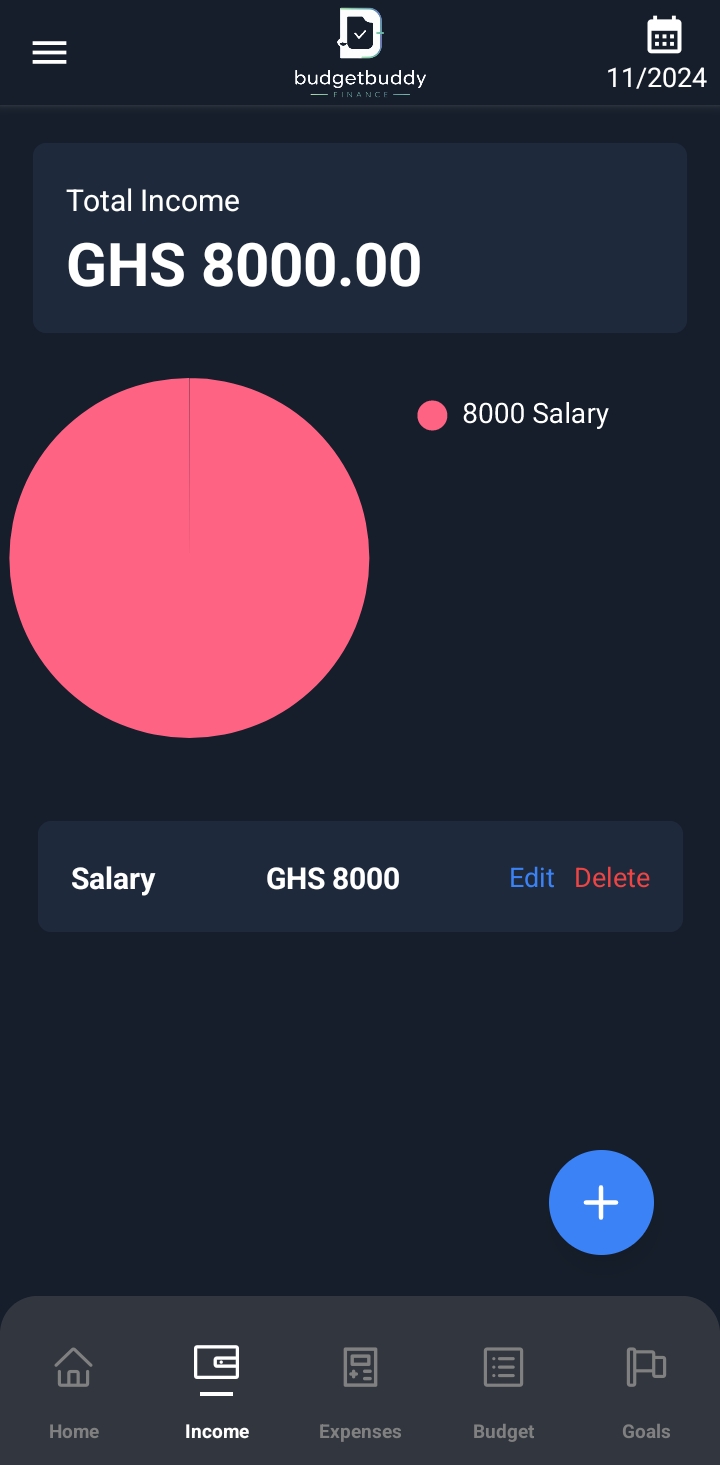 budgetbuddy
FINANCE
11/2024
Total Income
GHS 8000.00
8000 Salary
Salary GHS 8000 Edit Delete
Home Income Expenses Budget Goals